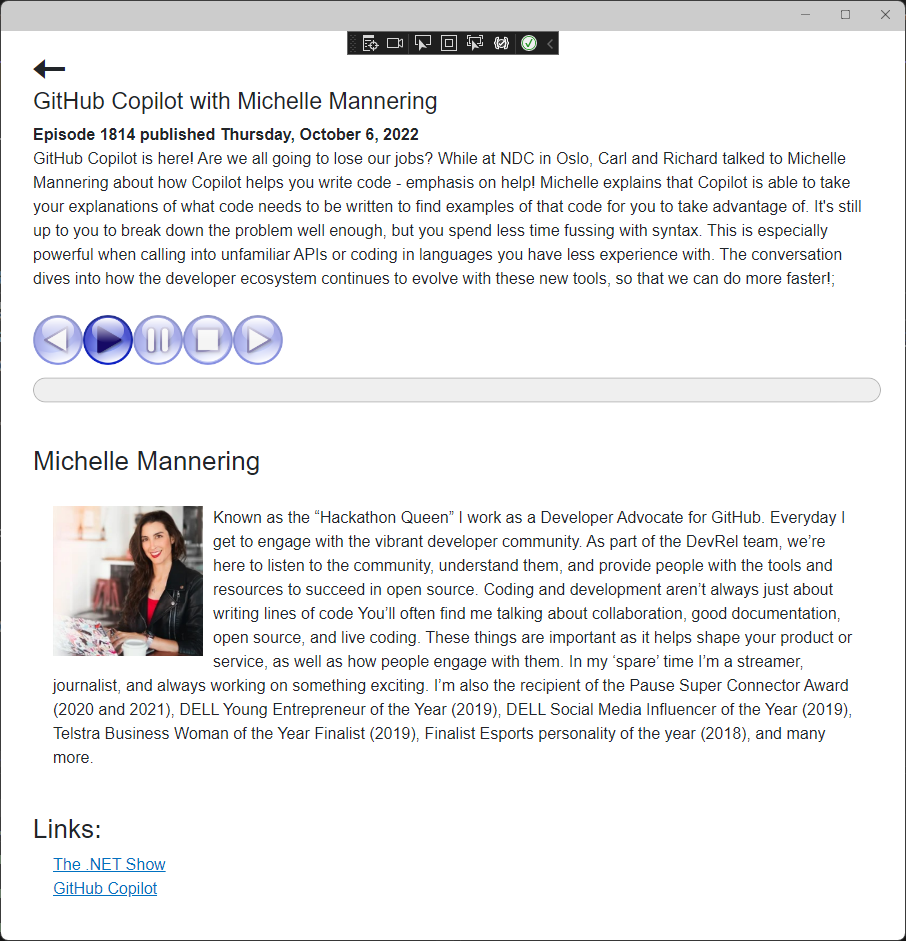 GitHub Copilot with Michelle Mannering
Episode 1814 published Thursday, October 6, 2022
GitHub Copilot is here! Are we all going to lose our jobs? While at NDC in Oslo, Carl and Richard talked to Michelle
Mannering about how Copilot helps you write code - emphasis on help! Michelle explains that Copilot is able to take
your explanations of what code needs to be written to find examples of that code for you to take advantage of. It's still
up to you to break down the problem well enough, but you spend less time fussing with syntax. This is especially
powerful when calling into unfamiliar APIs or coding in languages you have less experience with. The conversation
dives into how the developer ecosystem continues to evolve with these new tools, so that we can do more faster!;
Michelle Mannering
Known as the “Hackathon Queen” I work as a Developer Advocate for GitHub. Everyday I
get to engage with the vibrant developer community. As part of the DevRel team, we’re
here to listen to the community, understand them, and provide people with the tools and
resources to succeed in open source. Coding and development aren’t always just about
writing lines of code You’ll often find me talking about collaboration, good documentation,
open source, and live coding. These things are important as it helps shape your product or
service, as well as how people engage with them. In my ‘spare’ time I’m a streamer,
journalist, and always working on something exciting. I’m also the recipient of the Pause Super Connector Award
(2020 and 2021), DELL Young Entrepreneur of the Year (2019), DELL Social Media Influencer of the Year (2019),
Telstra Business Woman of the Year Finalist (2019), Finalist Esports personality of the year (2018), and many
more.
Links:
The .NET Show
GitHub Copilot